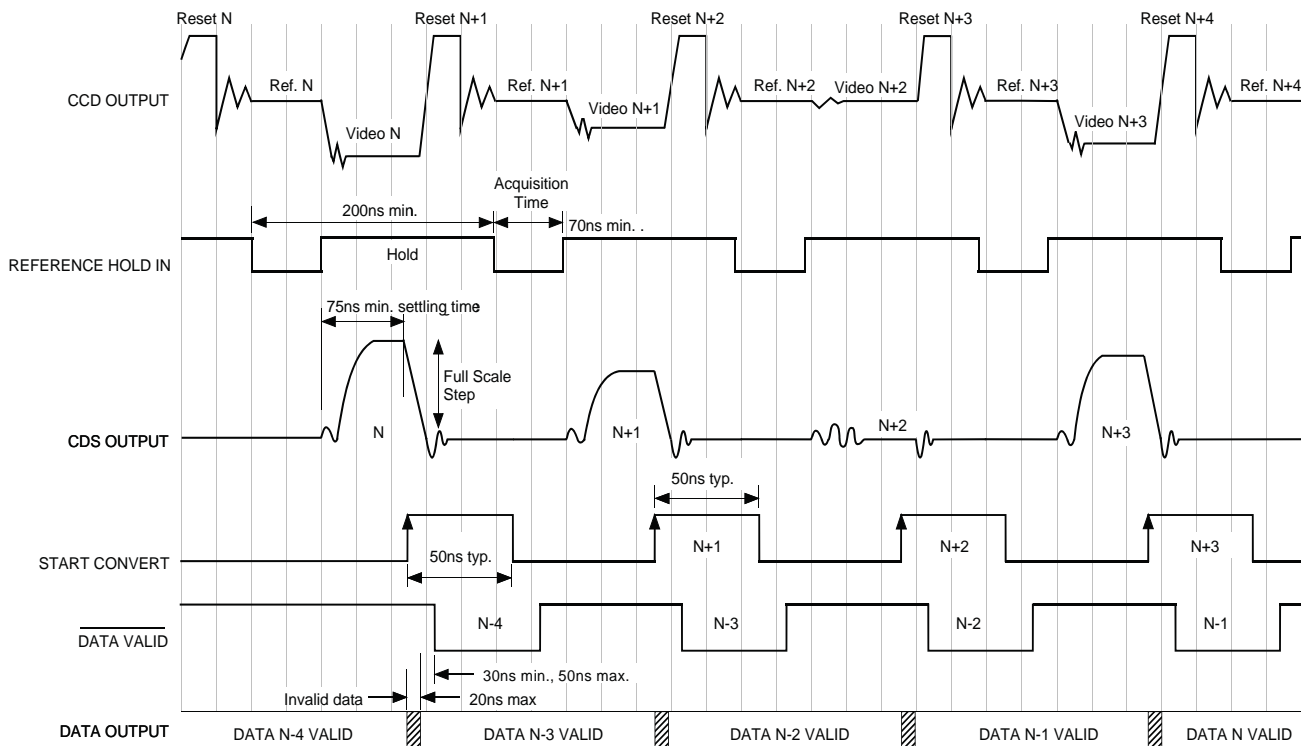 Reset N Reset N+1 Reset N+2 Reset N+3 Reset N+4
CCD OUTPUT
Ref. N Ref. N+1 Ref. N+2 Video N+2 Ref. N+3 Ref. N+4
Video N Video N+1 Video N+3
Acquisition
Time
200ns min. 70ns min. .
REFERENCE HOLD IN
Hold
75ns min. settling time
Full Scale
Step
CDS OUTPUT
N N+1 N+2 N+3
50ns typ.
START CONVERT
50ns typ. N+1 N+2 N+3
DATA VALID
N-4 N-3 N-2 N-1
30ns min., 50ns max.
Invalid data 20ns max
DATA OUTPUT DATA N-4 VALID DATA N-3 VALID DATA N-2 VALID DATA N-1 VALID DATA N VALID